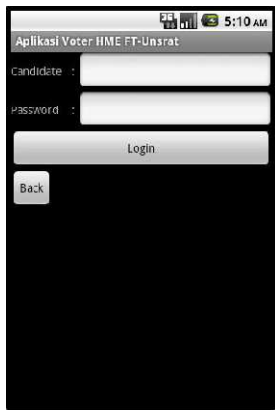 5:10 AM
Aplikasi Voter HME FT-Unsrat
Candidate :
Password :
Login
Back